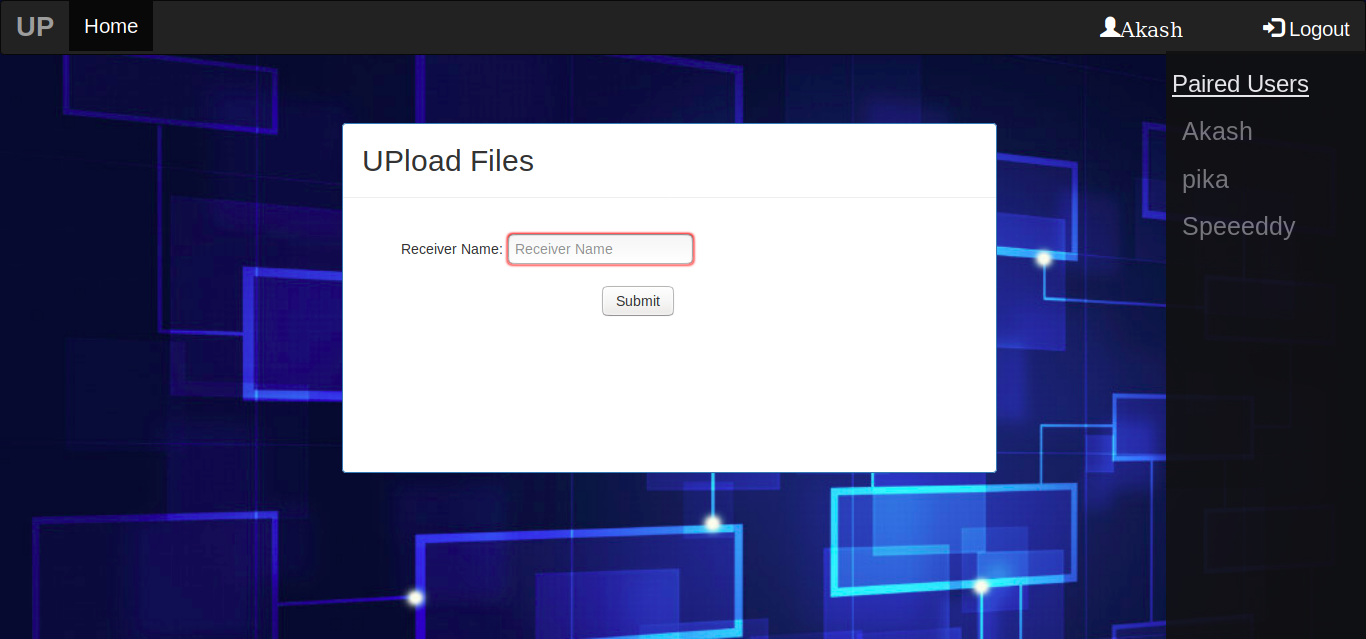 UP Home Akash Logout
Paired Users
Akash
pika
Speeeddy
UPload Files
Receiver Name: Receiver Name
Submit